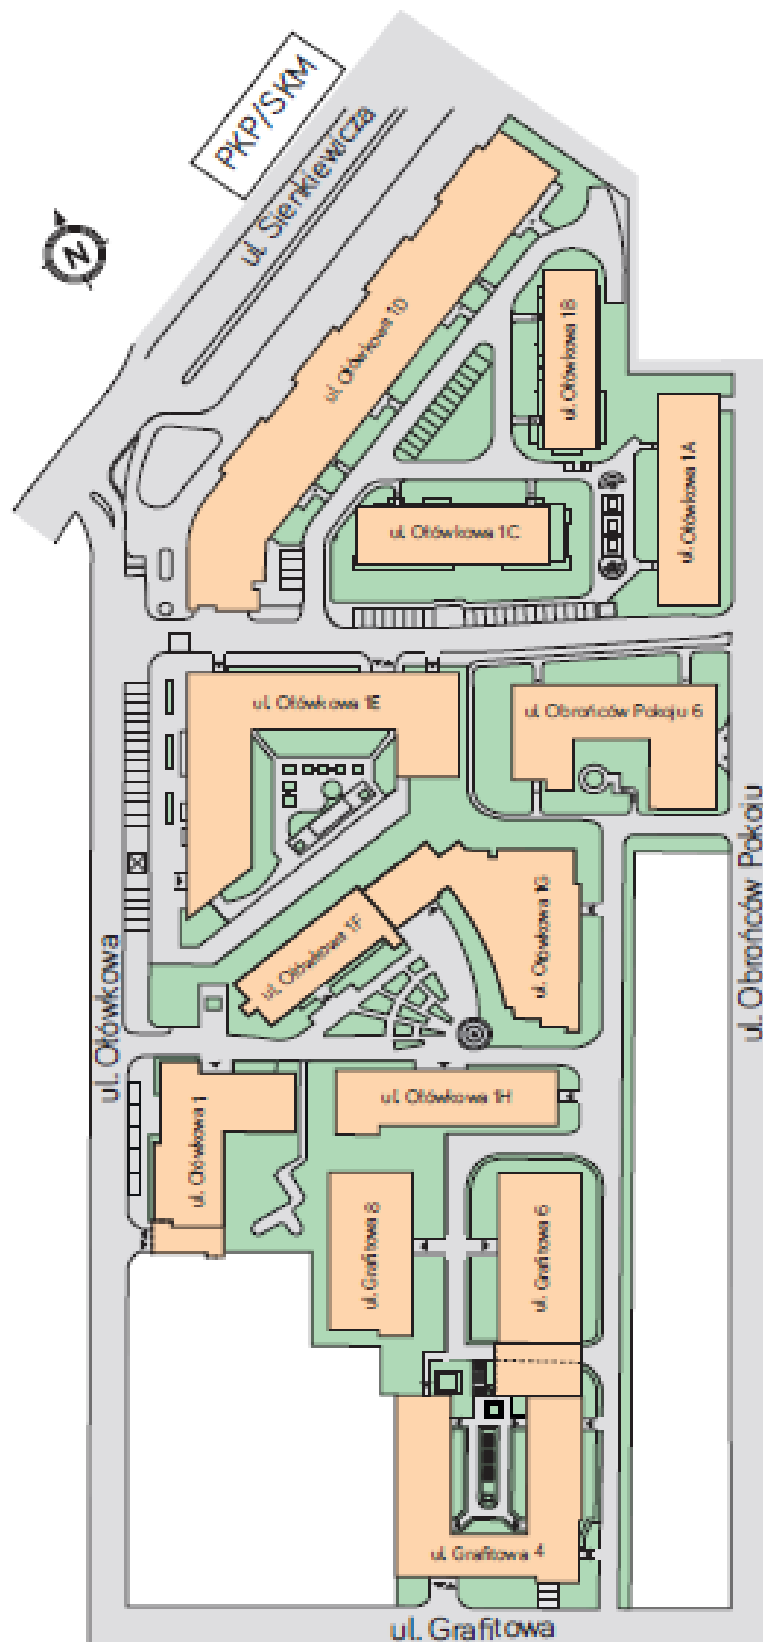 PKP/SKM
ul. Sienkiewicza
N
ul. Ołówkowa 1D
ul. Ołówkowa 1B
ul. Ołówkowa 1A
ul. Ołówkowa 1C
ul. Ołówkowa 1E
ul. Obrońców Pokoju 6
ul. Obrońców Pokoju
ul. Ołówkowa 1G
ul. Ołówkowa 1F
ul. Ołówkowa
ul. Ołówkowa 1H
ul. Ołówkowa 1
ul. Grafitowa 8
ul. Grafitowa 6
ul. Grafitowa 4
ul. Grafitowa